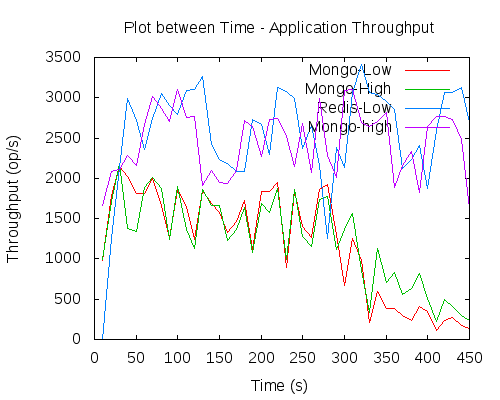 Plot between Time - Application Throughput
3500
3000
2500
2000
1500
1000
500
0
Throughput (op/s)
Mongo-Low
Mongo-High
Redis-Low
Mongo-high
0 50 100 150 200 250 300 350 400 450
Time (s)